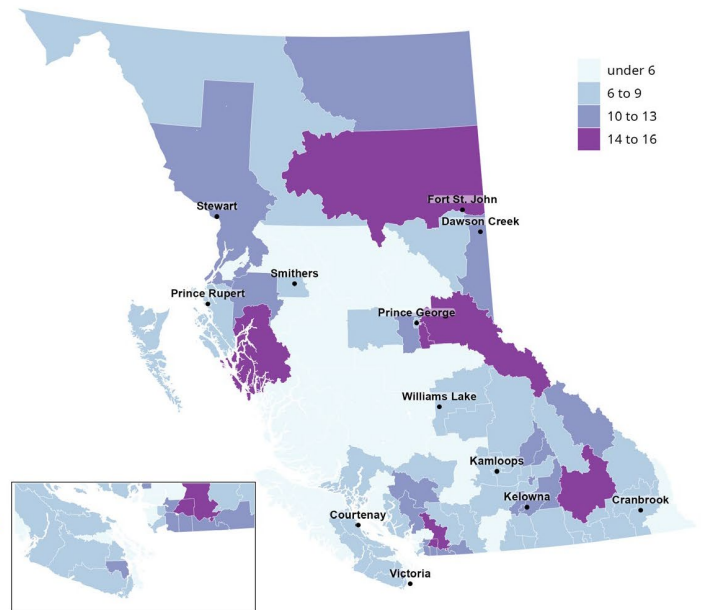 under 6
6 to 9
10 to 13
14 to 16
Fort St. John
Stewart
Dawson Creek
Smithers
Prince Rupert
Prince George
Williams Lake
Kamloops
Kelowna
Cranbrook
Courtenay
Victoria